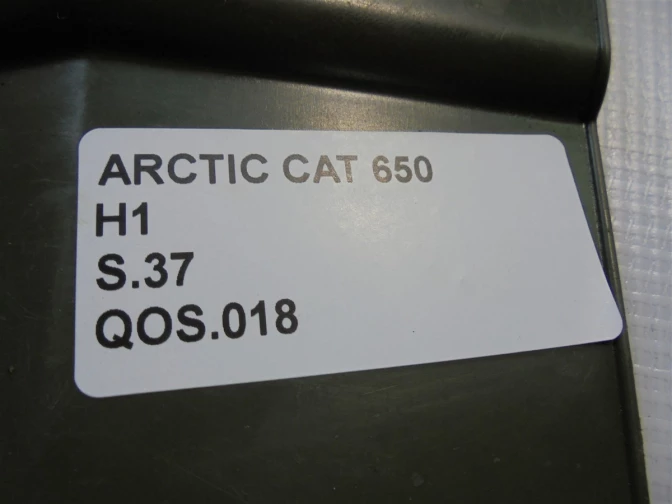 ARCTIC CAT 650
H1
S.37
QOS.018